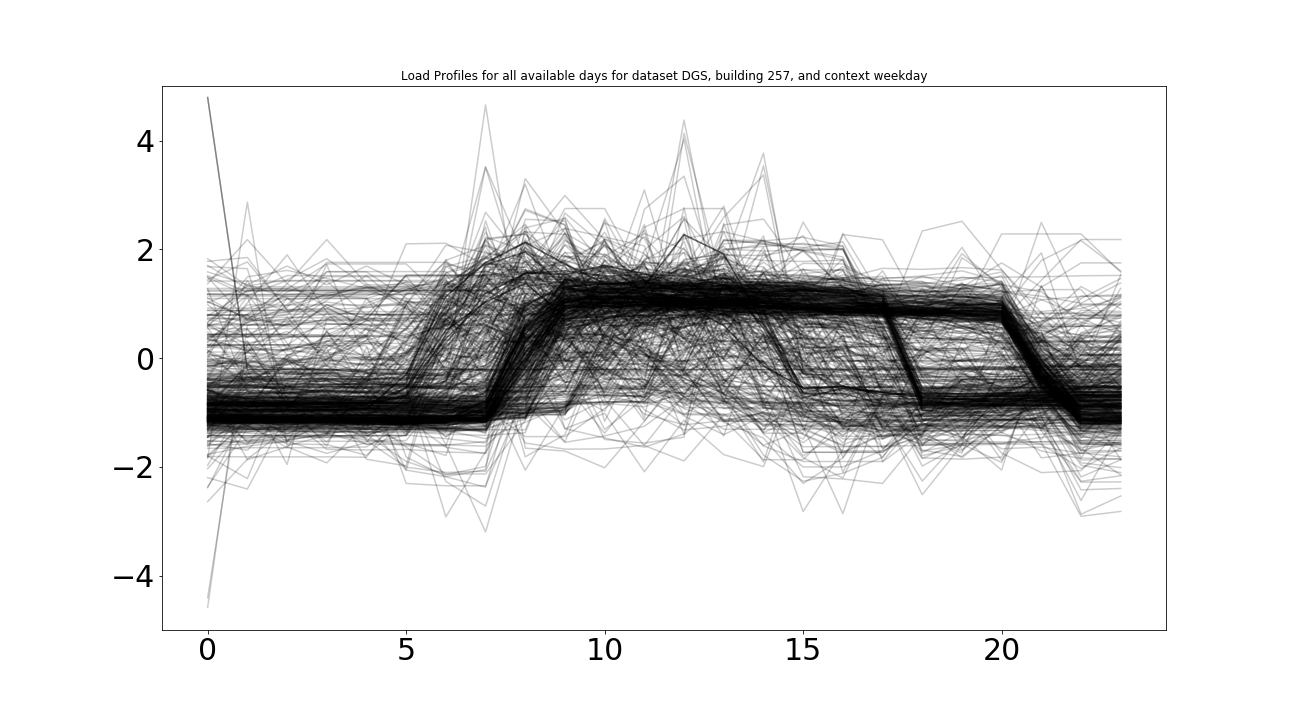 Load Profiles for all available days for dataset DGS, building 257, and context weekday
4
2
0
−2
−4
0 5 10 15 20